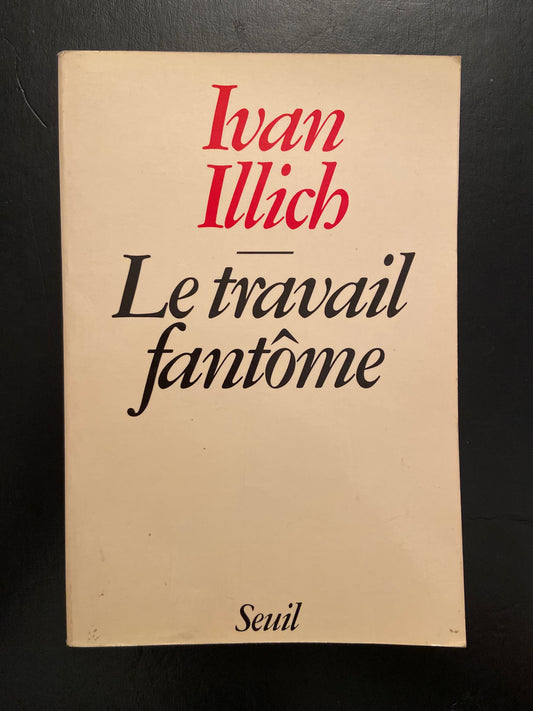 Ivan
Illich
Le travail
fantôme
Seuil